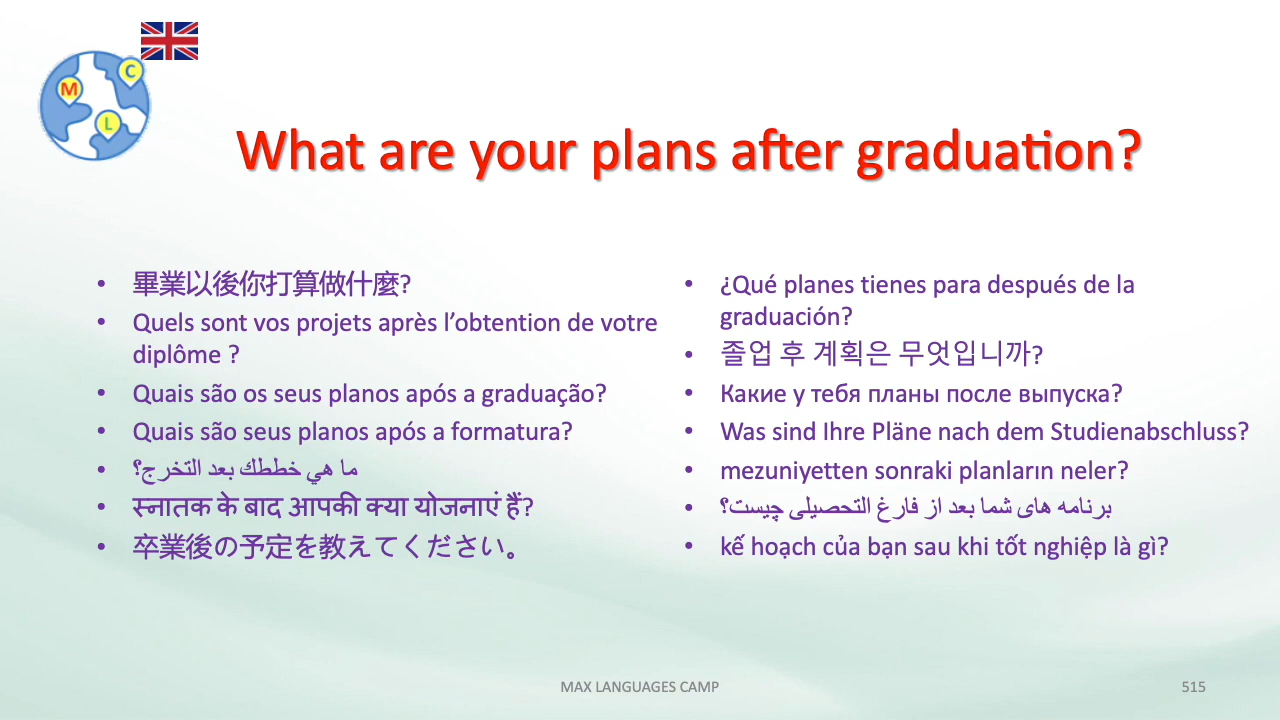 C
M
L
What are your plans after graduation?
• 畢業以後你打算做什麼?
• Quels sont vos projets après l’obtention de votre
diplôme ?
• Quais são os seus planos após a graduação?
• Quais são seus planos após a formatura?
• ما هي خططك بعد التخرج؟
• स्नातक के बाद आपकी क्या योजनाएं हैं?
• 卒業後の予定を教えてください。
• ¿Qué planes tienes para después de la
graduación?
• 졸업 후 계획은 무엇입니까?
• Какие у тебя планы после выпуска?
• Was sind Ihre Pläne nach dem Studienabschluss?
• mezuniyetten sonraki planların neler?
• برنامه های شما بعد از فارغ التحصیلی چیست؟
• kế hoạch của bạn sau khi tốt nghiệp là gì?
MAX LANGUAGES CAMP
515